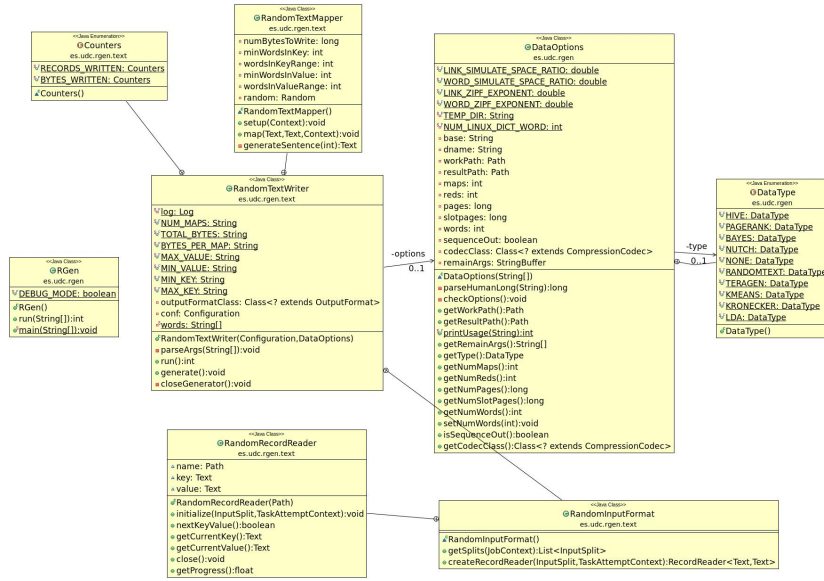 <<Java Enumeration>>
Counters
es.udc.rgen.text
RECORDS_WRITTEN: Counters
BYTES_WRITTEN: Counters
Counters()
<<Java Class>>
RandomTextMapper
es.udc.rgen.text
numBytesToWrite: long
minWordsInKey: int
wordsInKeyRange: int
minWordsInValue: int
wordsInValueRange: int
random: Random
RandomTextMapper()
setup(Context):void
map(Text,Text,Context):void
generateSentence(int):Text
<<Java Class>>
DataOptions
es.udc.rgen
LINK_SIMULATE_SPACE_RATIO: double
WORD_SIMULATE_SPACE_RATIO: double
LINK_ZIPF_EXPONENT: double
WORD_ZIPF_EXPONENT: double
TEMP_DIR: String
NUM_LINUX_DICT_WORD: int
base: String
dname: String
workPath: Path
resultPath: Path
maps: int
reds: int
pages: long
slotpages: long
words: int
sequenceOut: boolean
codecClass: Class<? extends CompressionCodec>
remainArgs: StringBuffer
DataOptions(String[])
parseHumanLong(String):long
checkOptions():void
getWorkPath():Path
getResultPath():Path
printUsage(String):int
getRemainArgs():String[]
getType():DataType
getNumMaps():int
getNumReds():int
getNumPages():long
getNumSlotPages():long
getNumWords():int
setNumWords(int):void
isSequenceOut():boolean
getCodecClass():Class<? extends CompressionCodec>
-type
0..1
<<Java Enumeration>>
DataType
es.udc.rgen
HIVE: DataType
PAGERANK: DataType
BAYES: DataType
NUTCH: DataType
NONE: DataType
RANDOMTEXT: DataType
TERAGEN: DataType
KMEANS: DataType
KRONECKER: DataType
LDA: DataType
DataType()
<<Java Class>>
RGen
es.udc.rgen
DEBUG_MODE: boolean
RGen()
run(String[]):int
main(String[]):void
<<Java Class>>
RandomTextWriter
es.udc.rgen.text
log: Log
NUM_MAPS: String
TOTAL_BYTES: String
BYTES_PER_MAP: String
MAX_VALUE: String
MIN_VALUE: String
MIN_KEY: String
MAX_KEY: String
outputFormatClass: Class<? extends OutputFormat>
conf: Configuration
words: String[]
RandomTextWriter(Configuration,DataOptions)
parseArgs(String[]):void
run():int
generate():void
closeGenerator():void
-options
0..1
<<Java Class>>
RandomRecordReader
es.udc.rgen.text
name: Path
key: Text
value: Text
RandomRecordReader(Path)
initialize(InputSplit,TaskAttemptContext):void
nextKeyValue():boolean
getCurrentKey():Text
getCurrentValue():Text
close():void
getProgress():float
<<Java Class>>
RandomInputFormat
es.udc.rgen.text
RandomInputFormat()
getSplits(JobContext):List<InputSplit>
createRecordReader(InputSplit,TaskAttemptContext):RecordReader<Text,Text>